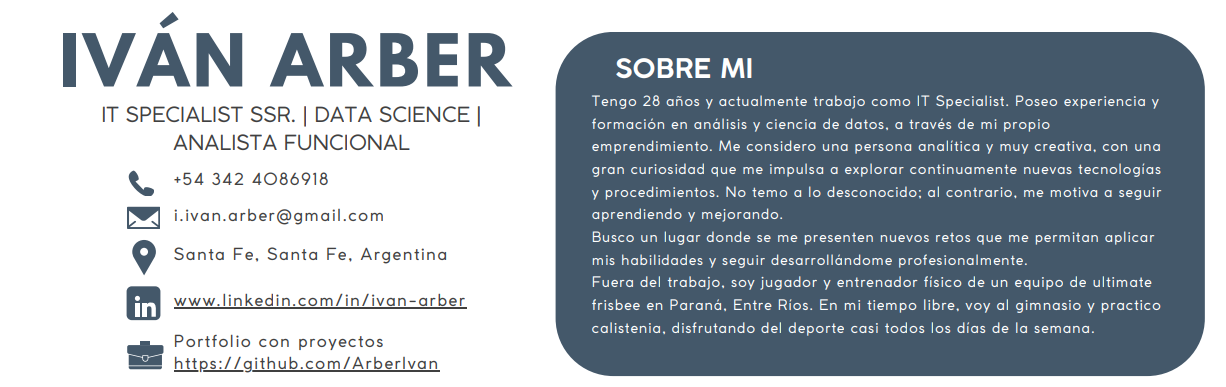 IVÁN ARBER
IT SPECIALIST SSR. | DATA SCIENCE |
ANALISTA FUNCIONAL
+54 342 4086918
i.ivan.arber@gmail.com
Santa Fe, Santa Fe, Argentina
in
www.linkedin.com/in/ivan-arber
Portfolio con proyectos
https://github.com/ArberIvan
SOBRE MI
Tengo 28 años y actualmente trabajo como IT Specialist. Poseo experiencia y
formación en análisis y ciencia de datos, a través de mi propio
emprendimiento. Me considero una persona analítica y muy creativa, con una
gran curiosidad que me impulsa a explorar continuamente nuevas tecnologías
y procedimientos. No temo a lo desconocido; al contrario, me motiva a seguir
aprendiendo y mejorando.
Busco un lugar donde se me presenten nuevos retos que me permitan aplicar
mis habilidades y seguir desarrollándome profesionalmente.
Fuera del trabajo, soy jugador y entrenador físico de un equipo de ultimate
frisbee en Paraná, Entre Ríos. En mi tiempo libre, voy al gimnasio y practico
calistenia, disfrutando del deporte casi todos los días de la semana.